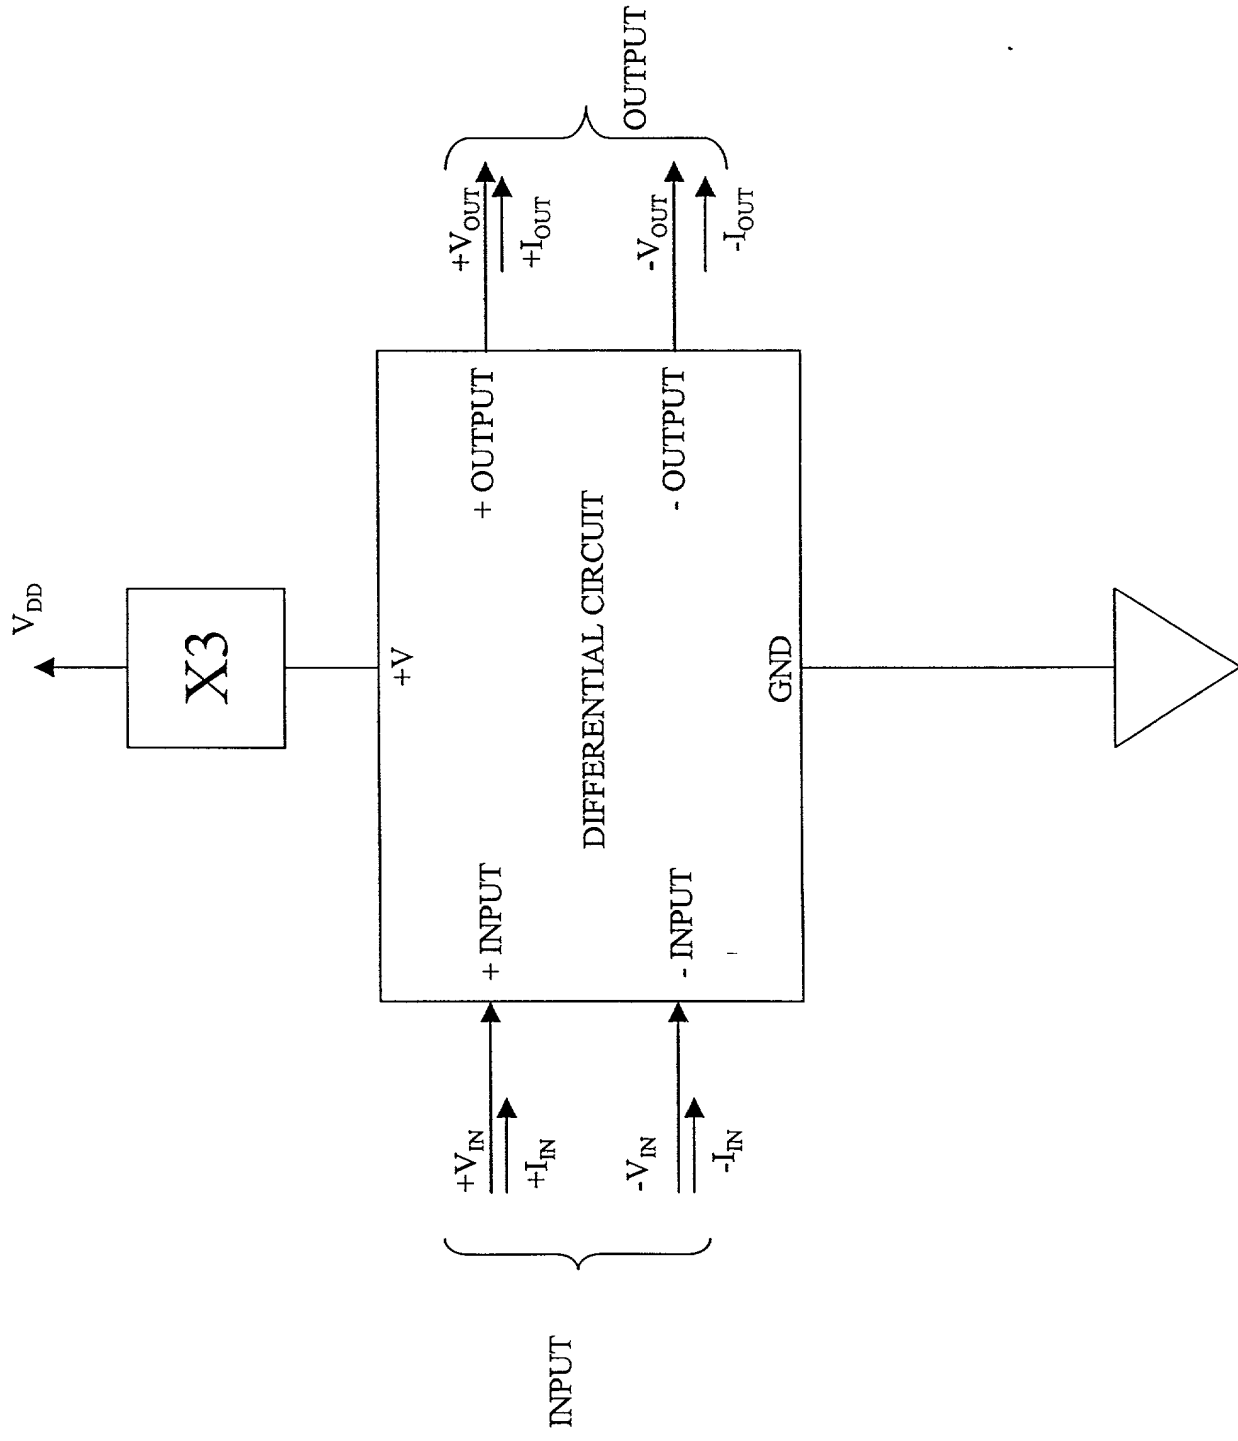 V_DD
X3
+V
INPUT
+V_IN
+I_IN
-V_IN
-I_IN
+ INPUT
- INPUT
DIFFERENTIAL CIRCUIT
+ OUTPUT
- OUTPUT
GND
+V_OUT
+I_OUT
-V_OUT
-I_OUT
OUTPUT